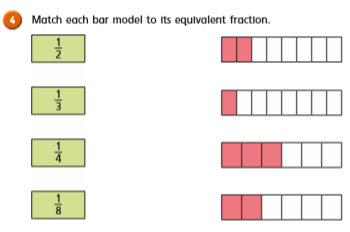 4 Match each bar model to its equivalent fraction.
1/2
1/3
1/4
1/8